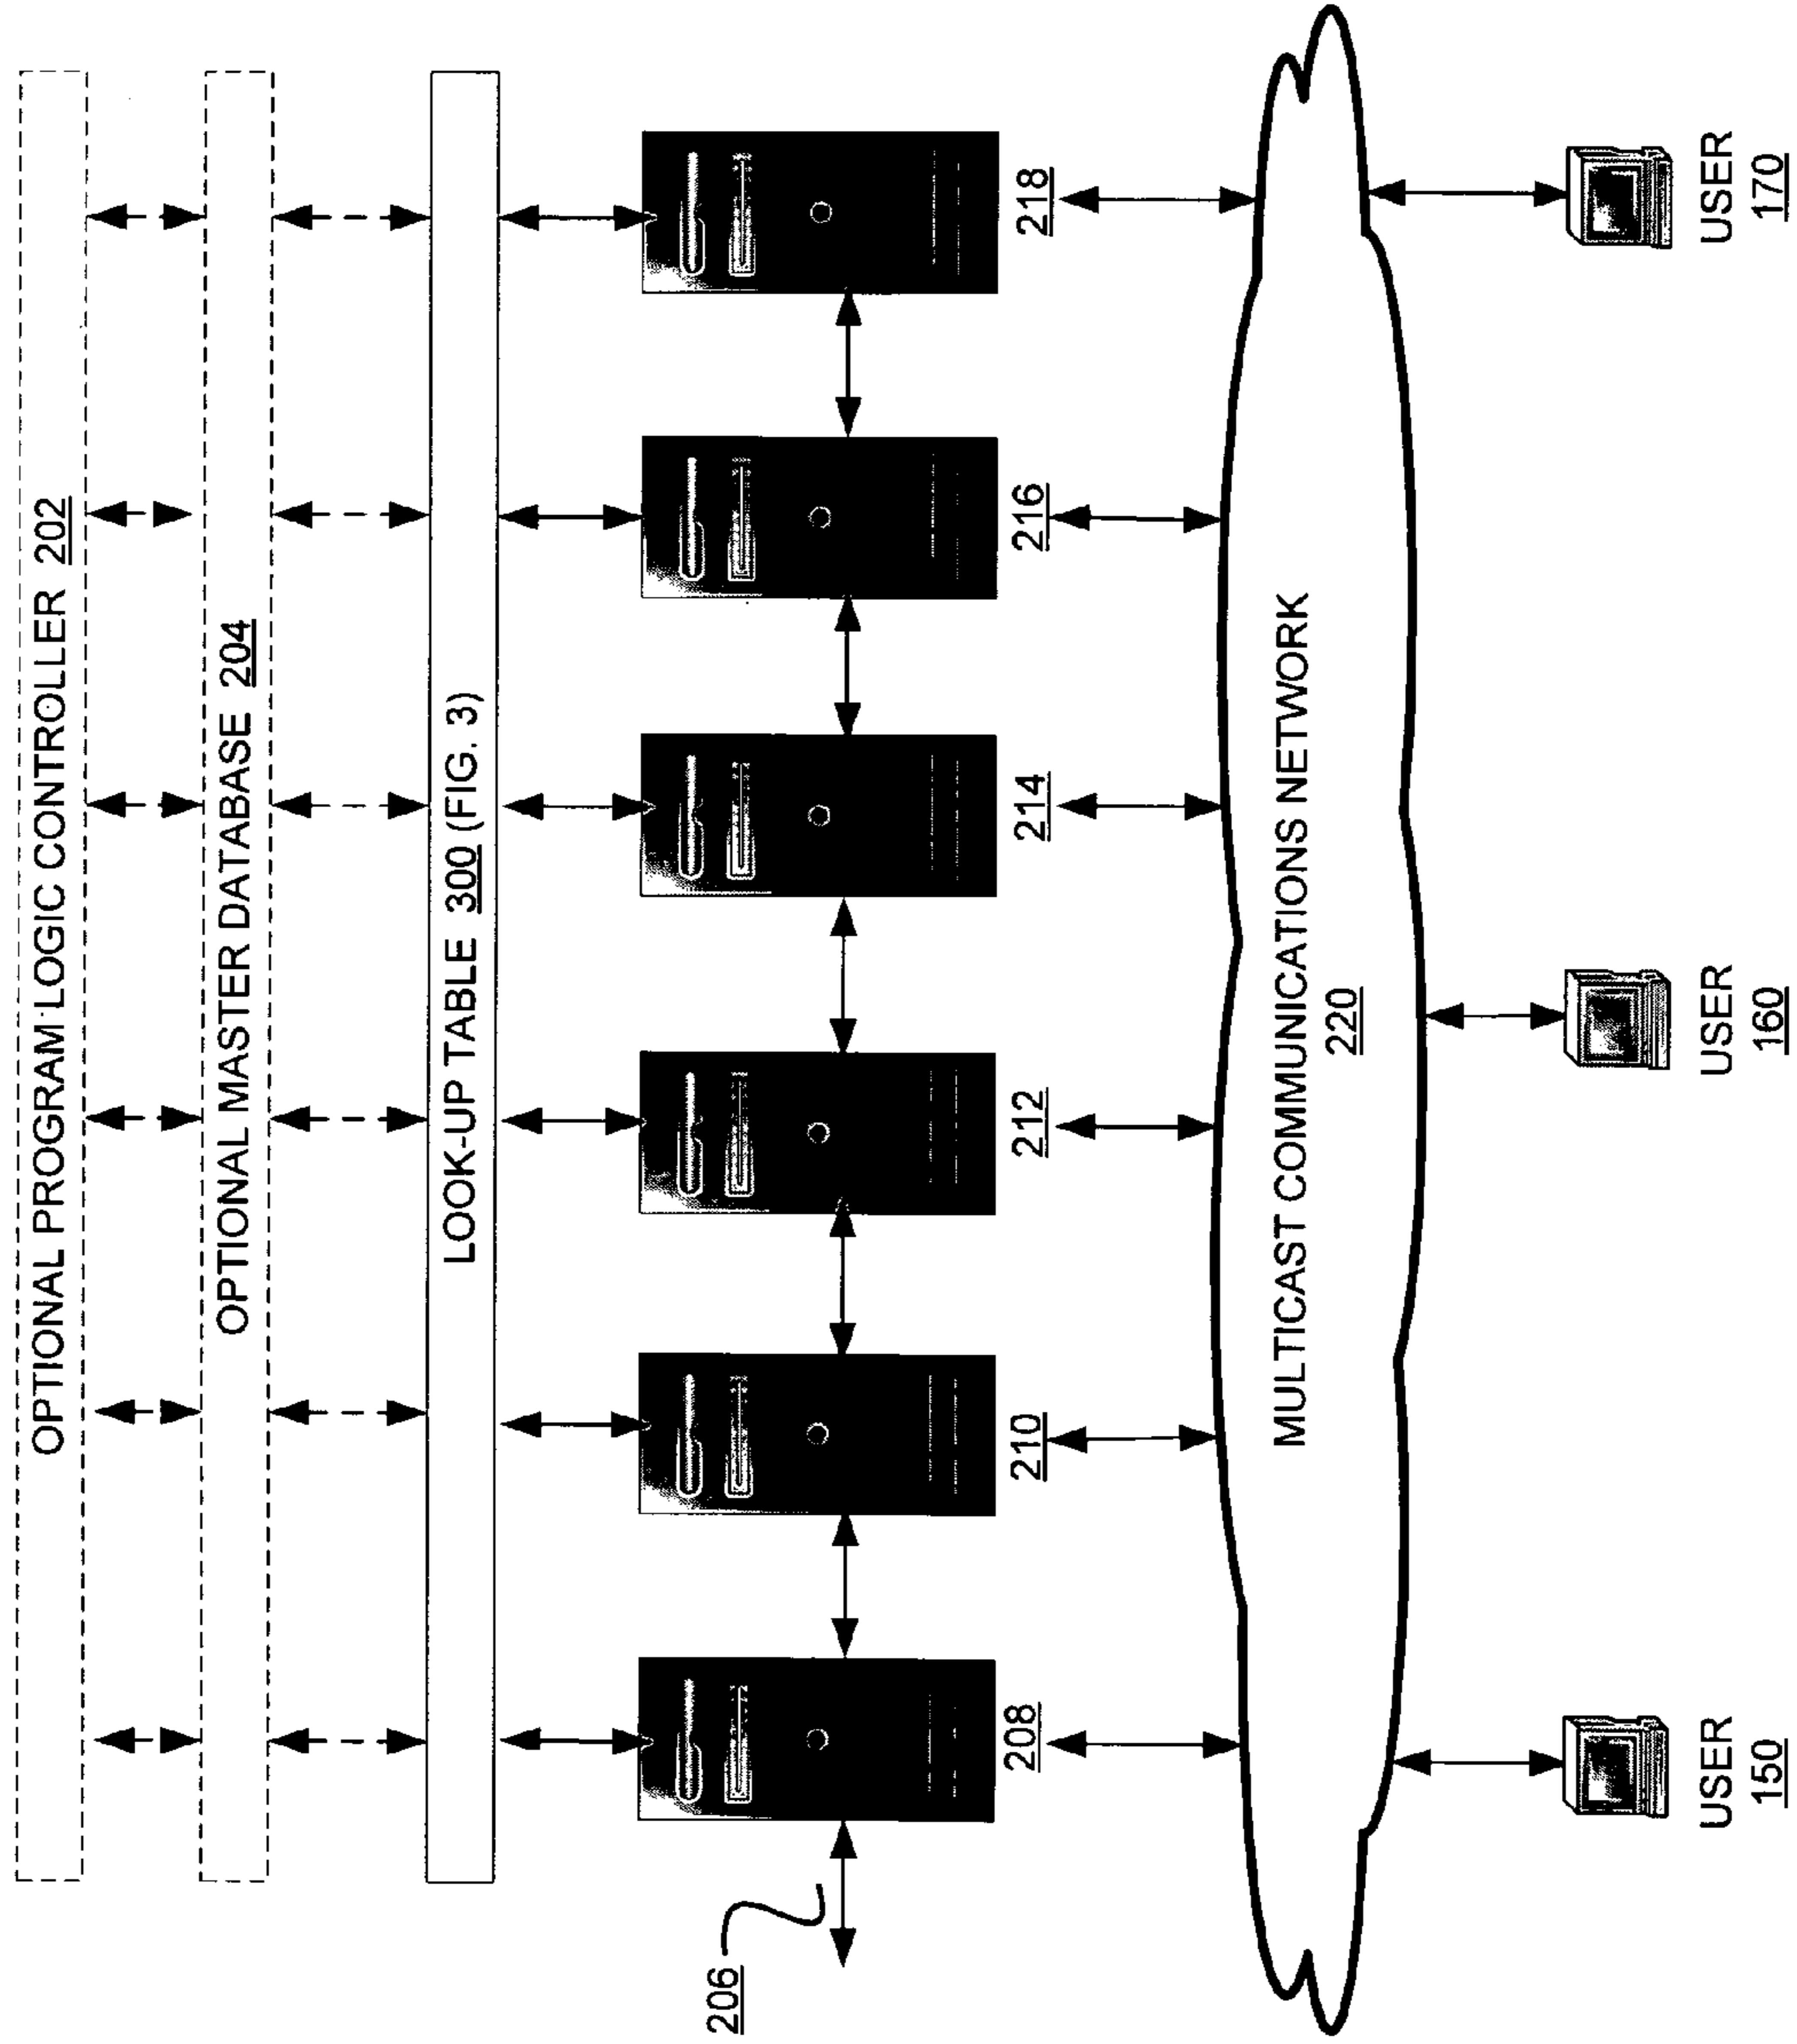 OPTIONAL PROGRAM LOGIC CONTROLLER 202
OPTIONAL MASTER DATABASE 204
LOOK-UP TABLE 300 (FIG. 3)
206
208
210
212
214
216
218
MULTICAST COMMUNICATIONS NETWORK
220
USER
150
USER
160
USER
170